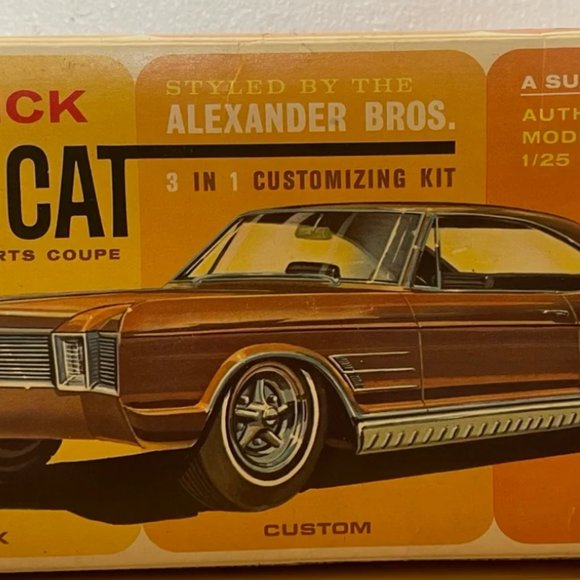 ICK
CAT
RTS COUPE
STYLED BY THE
ALEXANDER BROS.
3 IN 1 CUSTOMIZING KIT
A SU
AUTH
MOD
1/25
K
CUSTOM